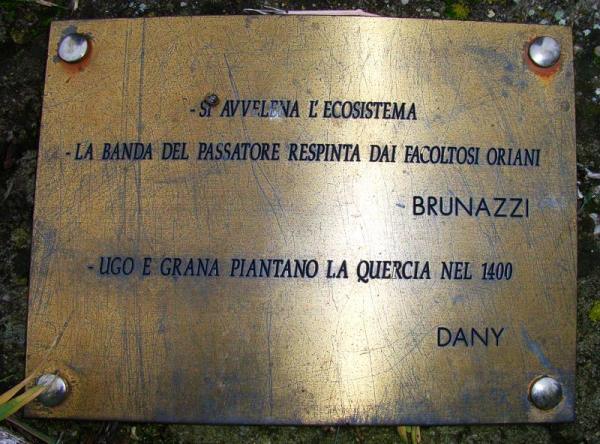 - SI AVVELENA L'ECOSISTEMA
- LA BANDA DEL PASSATORE RESPINTA DAI FACOLTOSI ORIANI
BRUNAZZI
- UGO E GRANA PIANTANO LA QUERCIA NEL 1400
DANY